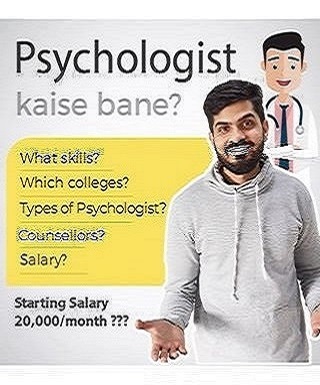 Psychologist
kaise bane?
What skills?
Which colleges?
Types of Psychologist?
Counsellors?
Salary?
Starting Salary
20,000/month ???